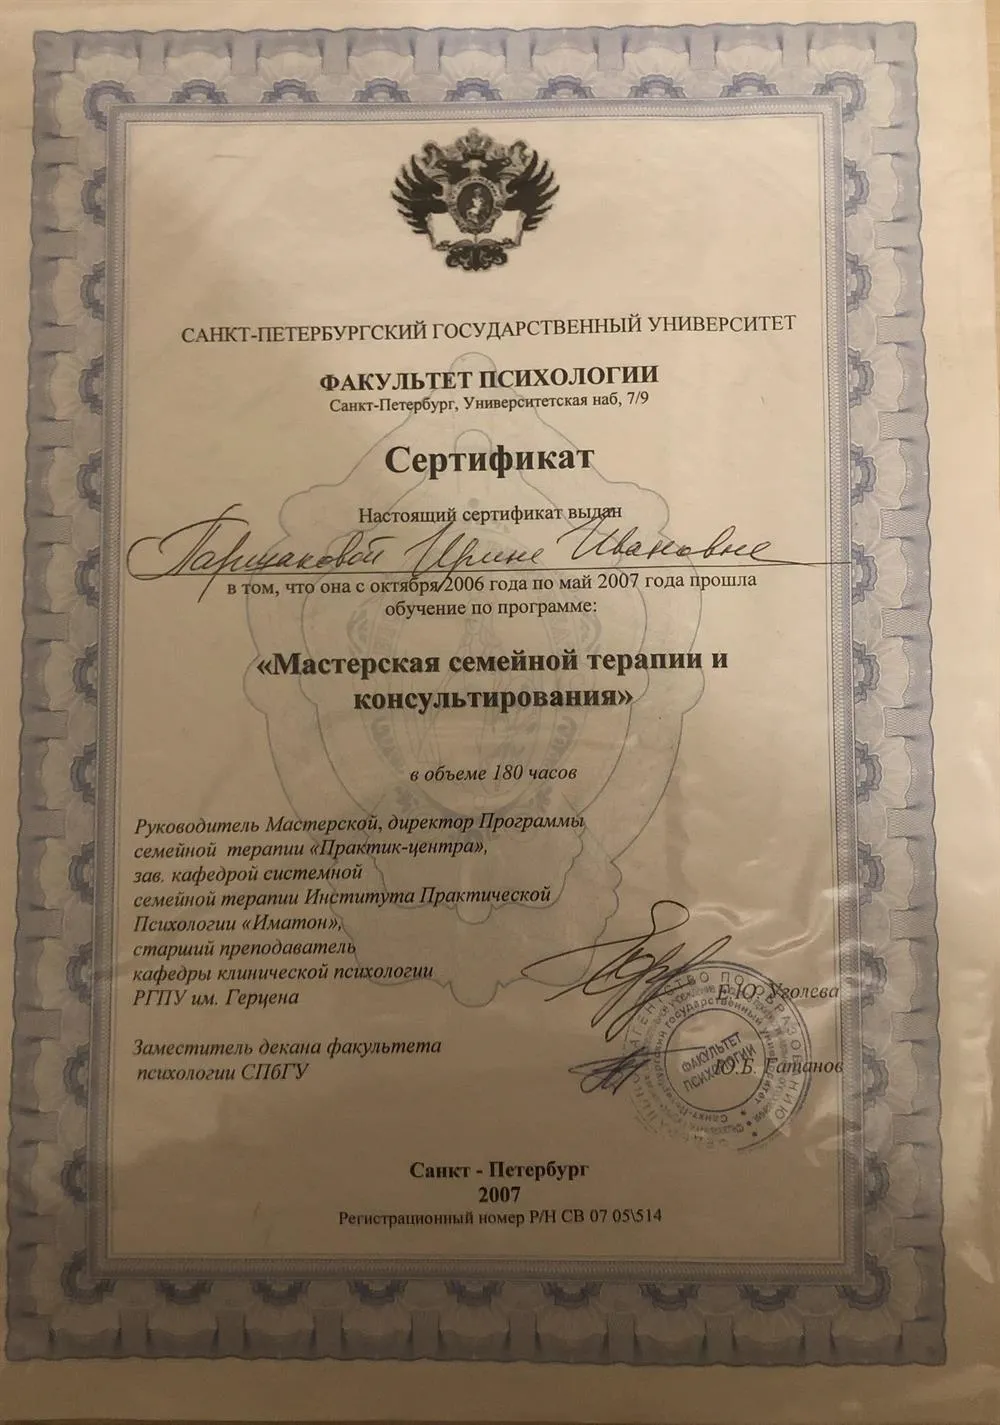 САНКТ-ПЕТЕРБУРГСКИЙ ГОСУДАРСТВЕННЫЙ УНИВЕРСИТЕТ
ФАКУЛЬТЕТ ПСИХОЛОГИИ
Санкт-Петербург, Университетская наб, 7/9
Сертификат
Настоящий сертификат выдан
Паршаковой Ирине Ивановне
в том, что она с октября 2006 года по май 2007 года прошла
обучение по программе:
«Мастерская семейной терапии и
консультирования»
в объеме 180 часов
Руководитель Мастерской, директор Программы
семейной терапии «Практик-центра»,
зав. кафедрой системной
семейной терапии Института Практической
Психологии «Иматон»,
старший преподаватель
кафедры клинической психологии
РГПУ им. Герцена
Е.Ю. Уголева
Заместитель декана факультета
психологии СПбГУ
Ю.Б. Гатанов
ФАКУЛЬТЕТ
ПСИХОЛОГИИ
Санкт - Петербург
2007
Регистрационный номер Р/Н СВ 07 05\514